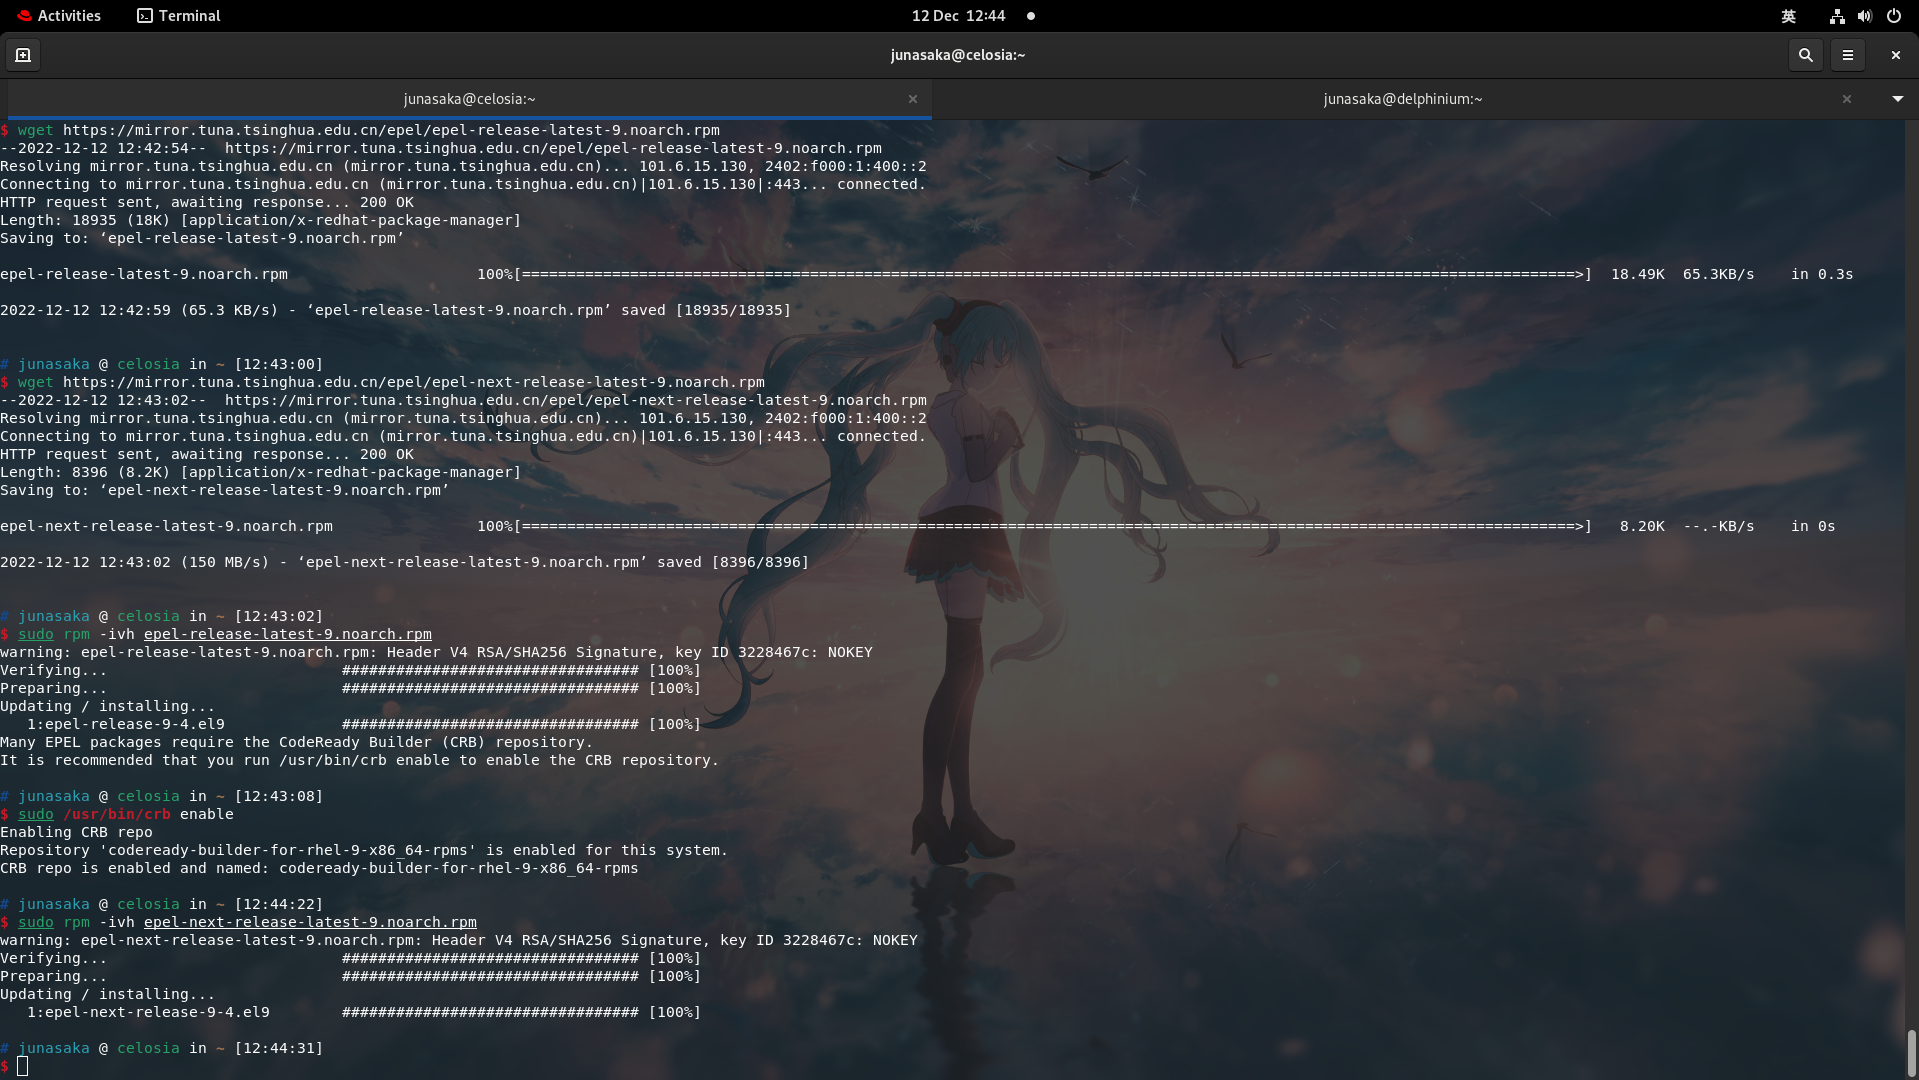 Activities
Terminal
12 Dec 12:44
英
junasaka@celosia:~
junasaka@celosia:~
junasaka@delphinium:~
$ wget https://mirror.tuna.tsinghua.edu.cn/epel/epel-release-latest-9.noarch.rpm
--2022-12-12 12:42:54--  https://mirror.tuna.tsinghua.edu.cn/epel/epel-release-latest-9.noarch.rpm
Resolving mirror.tuna.tsinghua.edu.cn (mirror.tuna.tsinghua.edu.cn)... 101.6.15.130, 2402:f000:1:400::2
Connecting to mirror.tuna.tsinghua.edu.cn (mirror.tuna.tsinghua.edu.cn)|101.6.15.130|:443... connected.
HTTP request sent, awaiting response... 200 OK
Length: 18935 (18K) [application/x-redhat-package-manager]
Saving to: ‘epel-release-latest-9.noarch.rpm’
epel-release-latest-9.noarch.rpm 100%[=====================================================================================================================>] 18.49K 65.3KB/s in 0.3s
2022-12-12 12:42:59 (65.3 KB/s) - ‘epel-release-latest-9.noarch.rpm’ saved [18935/18935]
# junasaka @ celosia in ~ [12:43:00]
$ wget https://mirror.tuna.tsinghua.edu.cn/epel/epel-next-release-latest-9.noarch.rpm
--2022-12-12 12:43:02--  https://mirror.tuna.tsinghua.edu.cn/epel/epel-next-release-latest-9.noarch.rpm
Resolving mirror.tuna.tsinghua.edu.cn (mirror.tuna.tsinghua.edu.cn)... 101.6.15.130, 2402:f000:1:400::2
Connecting to mirror.tuna.tsinghua.edu.cn (mirror.tuna.tsinghua.edu.cn)|101.6.15.130|:443... connected.
HTTP request sent, awaiting response... 200 OK
Length: 8396 (8.2K) [application/x-redhat-package-manager]
Saving to: ‘epel-next-release-latest-9.noarch.rpm’
epel-next-release-latest-9.noarch.rpm 100%[=====================================================================================================================>] 8.20K --.-KB/s in 0s
2022-12-12 12:43:02 (150 MB/s) - ‘epel-next-release-latest-9.noarch.rpm’ saved [8396/8396]
# junasaka @ celosia in ~ [12:43:02]
$ sudo rpm -ivh epel-release-latest-9.noarch.rpm
warning: epel-release-latest-9.noarch.rpm: Header V4 RSA/SHA256 Signature, key ID 3228467c: NOKEY
Verifying... ################################# [100%]
Preparing... ################################# [100%]
Updating / installing...
1:epel-release-9-4.el9 ################################# [100%]
Many EPEL packages require the CodeReady Builder (CRB) repository.
It is recommended that you run /usr/bin/crb enable to enable the CRB repository.
# junasaka @ celosia in ~ [12:43:08]
$ sudo /usr/bin/crb enable
Enabling CRB repo
Repository 'codeready-builder-for-rhel-9-x86_64-rpms' is enabled for this system.
CRB repo is enabled and named: codeready-builder-for-rhel-9-x86_64-rpms
# junasaka @ celosia in ~ [12:44:22]
$ sudo rpm -ivh epel-next-release-latest-9.noarch.rpm
warning: epel-next-release-latest-9.noarch.rpm: Header V4 RSA/SHA256 Signature, key ID 3228467c: NOKEY
Verifying... ################################# [100%]
Preparing... ################################# [100%]
Updating / installing...
1:epel-next-release-9-4.el9 ################################# [100%]
# junasaka @ celosia in ~ [12:44:31]
$